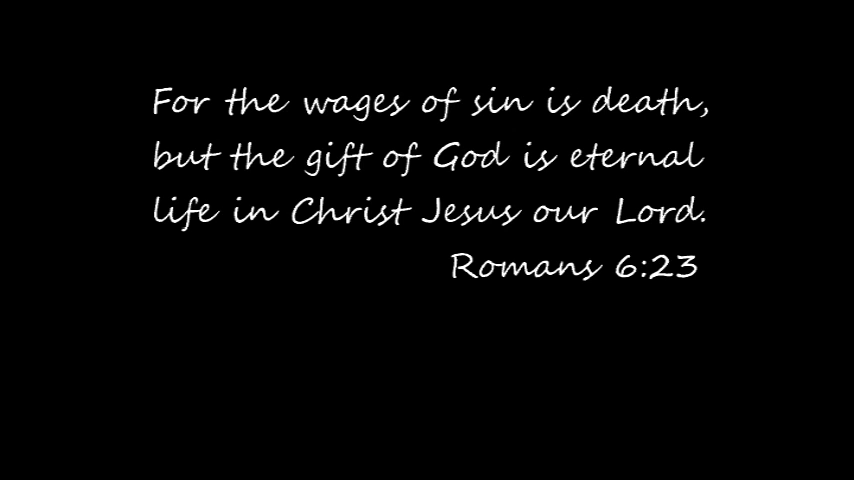 For the wages of sin is death,
but the gift of God is eternal
life in Christ Jesus our Lord.
Romans 6:23